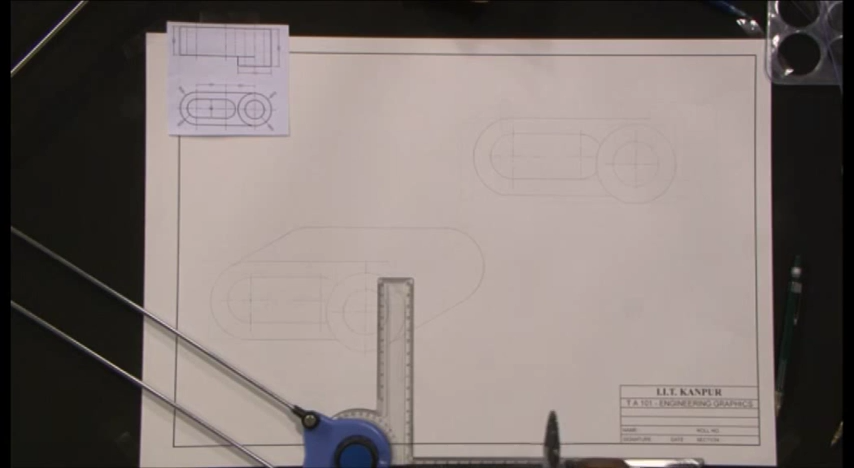 I.I.T. KANPUR
T A 101 - ENGINEERING GRAPHICS
NAME: ROLL NO
SIGNATURE DATE SECTION